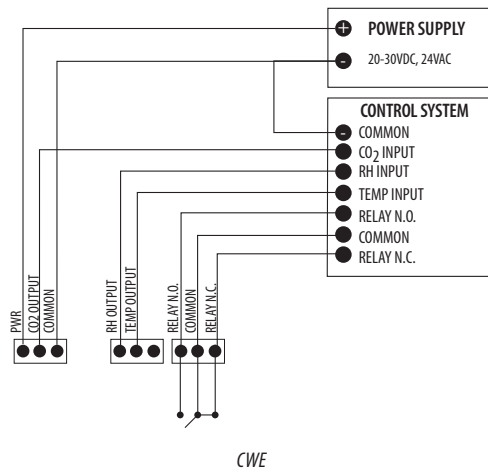 + POWER SUPPLY
- 20-30VDC, 24VAC
CONTROL SYSTEM
- COMMON
CO2 INPUT
RH INPUT
TEMP INPUT
RELAY N.O.
COMMON
RELAY N.C.
PWR
CO2 OUTPUT
COMMON
RH OUTPUT
TEMP OUTPUT
RELAY N.O.
COMMON
RELAY N.C.
CWE